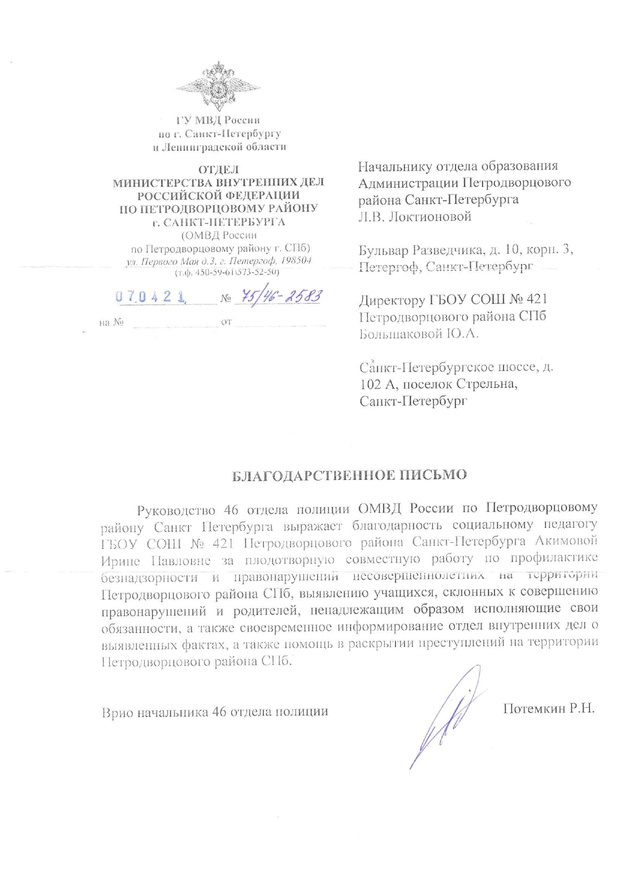 ГУ МВД России
по г. Санкт-Петербургу
и Ленинградской области
ОТДЕЛ
МИНИСТЕРСТВА ВНУТРЕННИХ ДЕЛ
РОССИЙСКОЙ ФЕДЕРАЦИИ
ПО ПЕТРОДВОРЦОВОМУ РАЙОНУ
г. САНКТ-ПЕТЕРБУРГА
(ОМВД России
по Петродворцовому району г. СПб)
ул. Первого Мая д.3, г. Петергоф, 198504
(т.ф. 450-59-61\573-52-50)
070421 № 75/46-2583
на № от
Начальнику отдела образования
Администрации Петродворцового
района Санкт-Петербурга
Л.В. Локтионовой
Бульвар Разведчика, д. 10, корп. 3,
Петергоф, Санкт-Петербург
Директору ГБОУ СОШ № 421
Петродворцового района СПб
Большаковой Ю.А.
Санкт-Петербургское шоссе, д.
102 А, поселок Стрельна,
Санкт-Петербург
БЛАГОДАРСТВЕННОЕ ПИСЬМО
Руководство 46 отдела полиции ОМВД России по Петродворцовому
району Санкт Петербурга выражает благодарность социальному педагогу
ГБОУ СОШ № 421 Петродворцового района Санкт-Петербурга Акимовой
Ирине Павловне за плодотворную совместную работу по профилактике
безнадзорности и правонарушений несовершеннолетних на территории
Петродворцового района СПб, выявлению учащихся, склонных к совершению
правонарушений и родителей, ненадлежащим образом исполняющие свои
обязанности, а также своевременное информирование отдел внутренних дел о
выявленных фактах, а также помощь в раскрытии преступлений на территории
Петродворцового района СПб.
Врио начальника 46 отдела полиции Потемкин Р.Н.